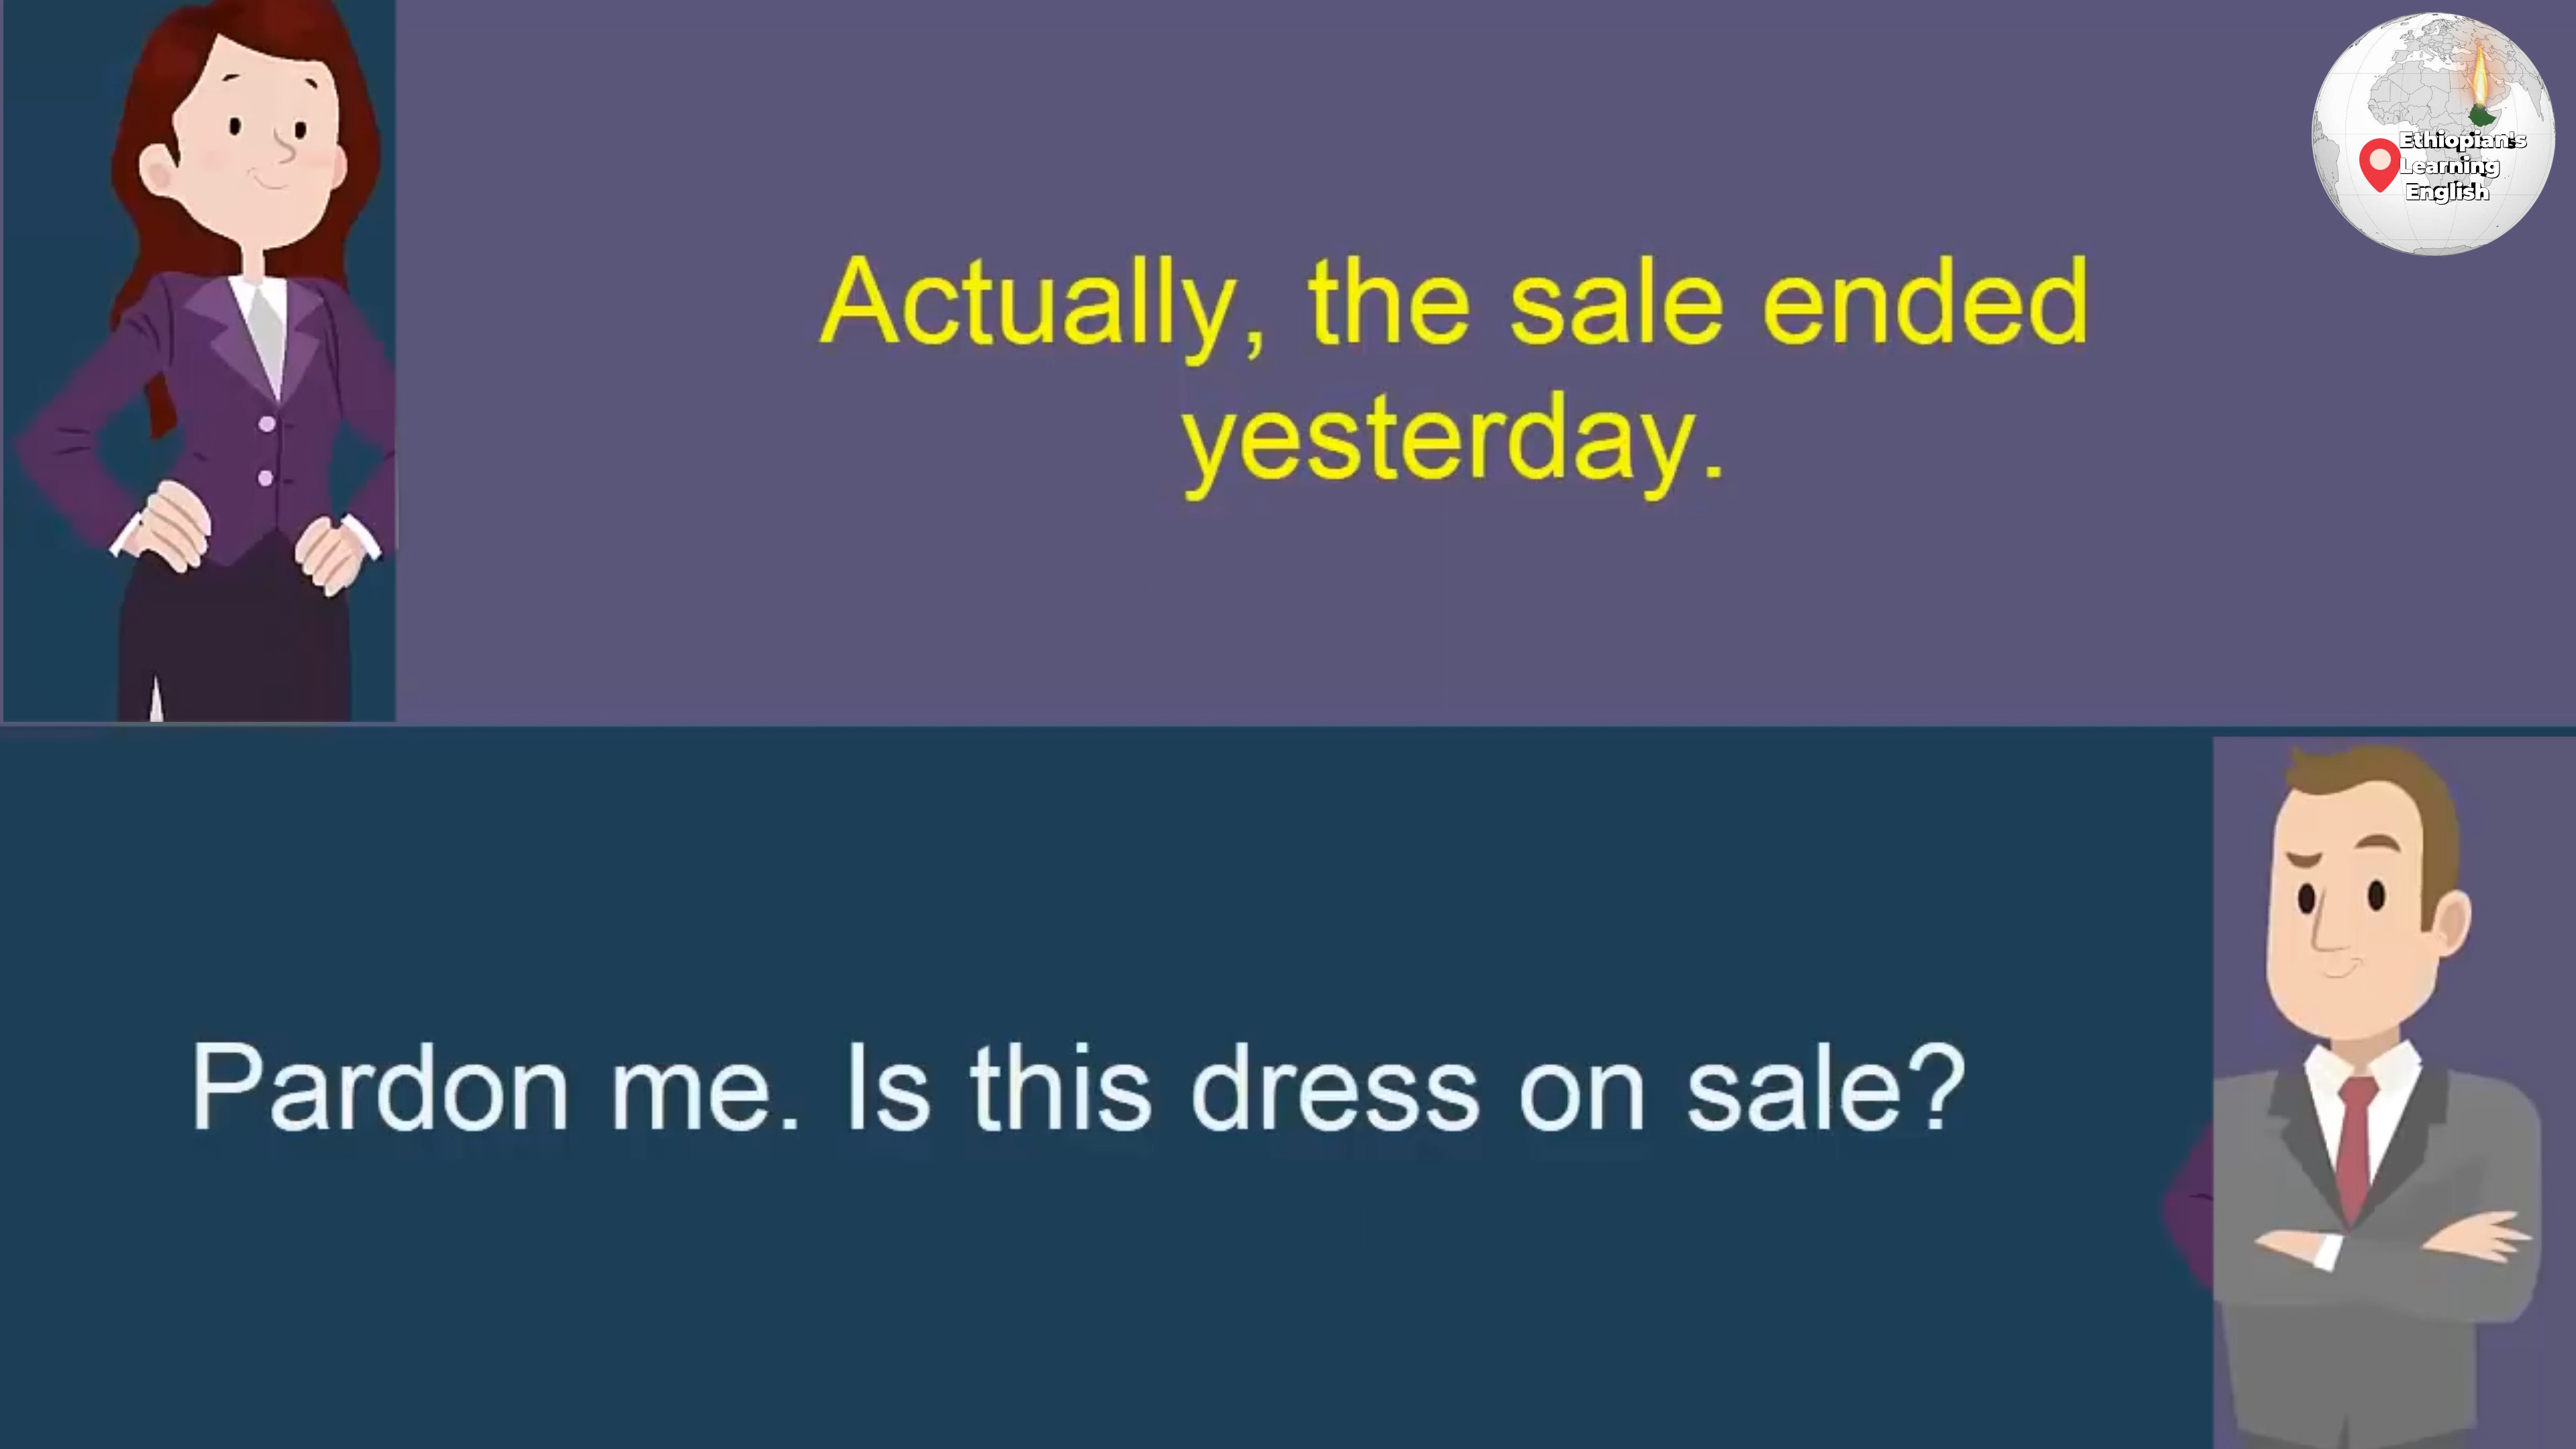 Ethiopian's
Learning
English
Actually, the sale ended
yesterday.
Pardon me. Is this dress on sale?